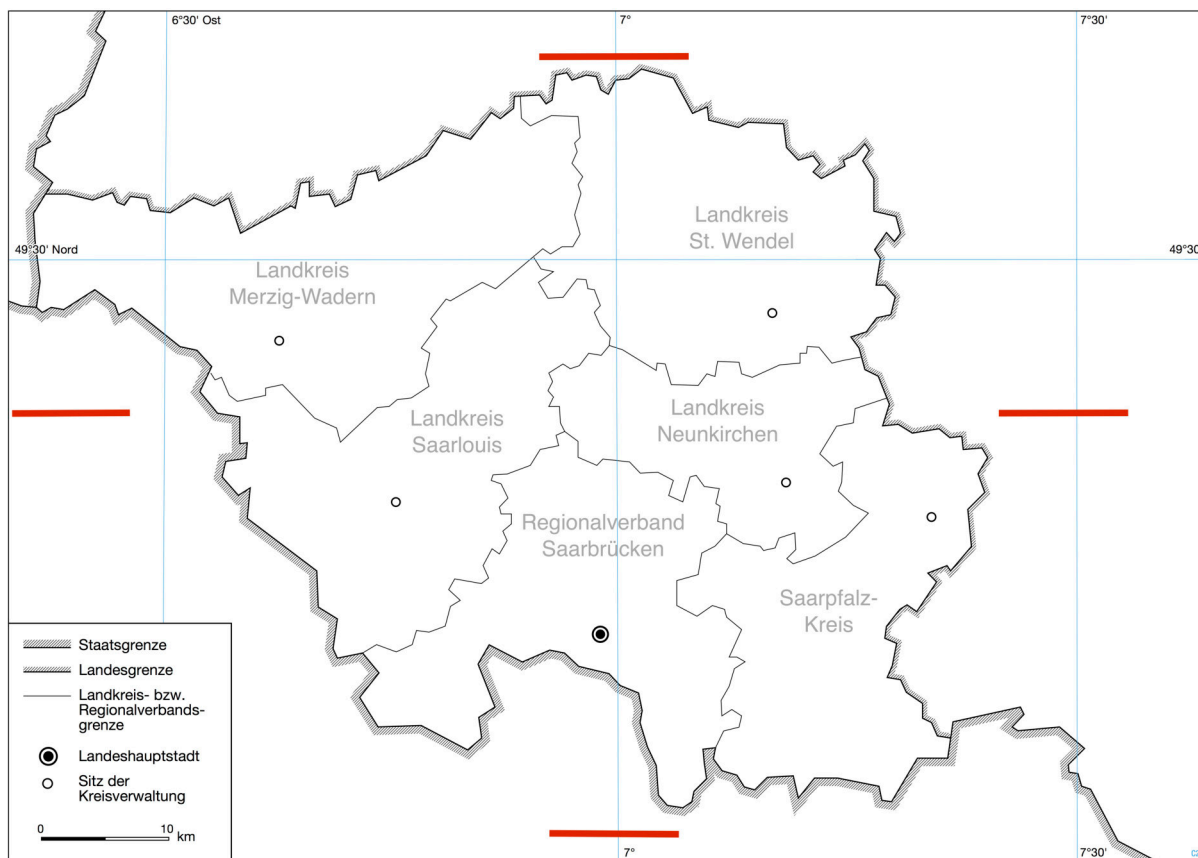 6°30' Ost
7°
7°30'
49°30' Nord
49°30'
Landkreis
St. Wendel
Landkreis
Merzig-Wadern
Landkreis
Saarlouis
Landkreis
Neunkirchen
Regionalverband
Saarbrücken
Saarpfalz-
Kreis
Staatsgrenze
Landesgrenze
Landkreis- bzw.
Regionalverbands-
grenze
Landeshauptstadt
Sitz der
Kreisverwaltung
0 10
km
7°
7°30'